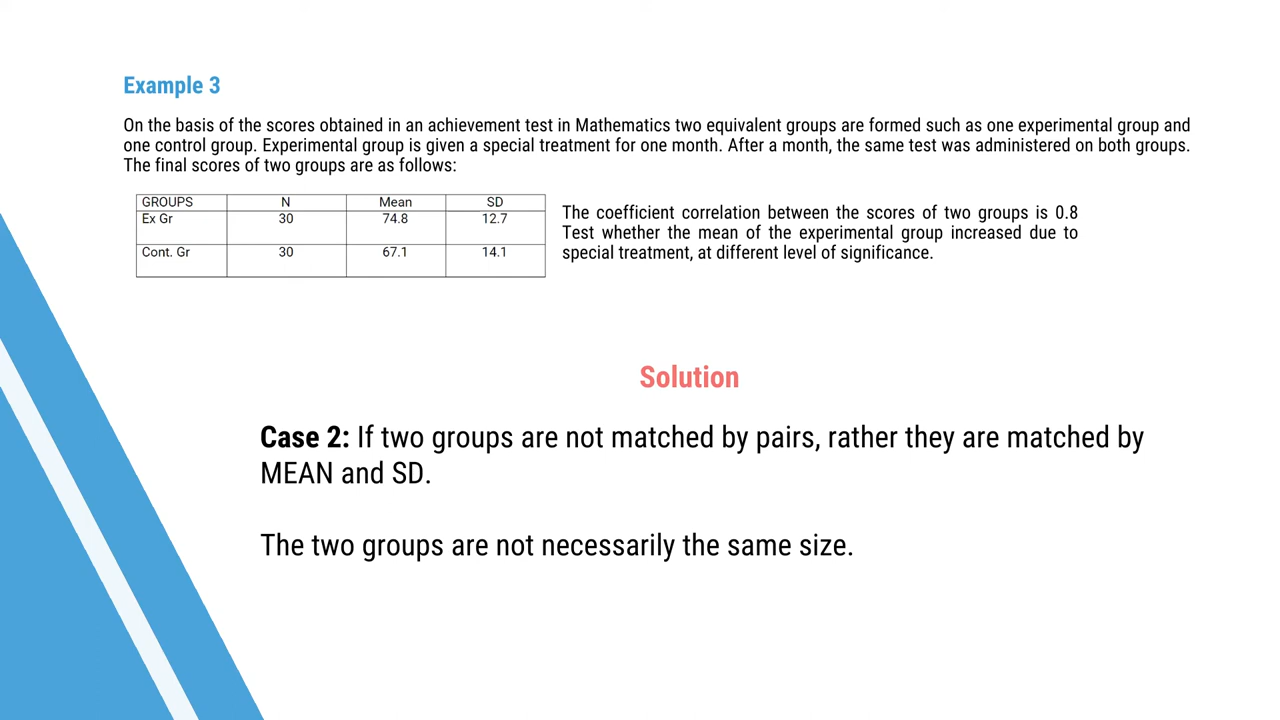 Example 3
On the basis of the scores obtained in an achievement test in Mathematics two equivalent groups are formed such as one experimental group and
one control group. Experimental group is given a special treatment for one month. After a month, the same test was administered on both groups.
The final scores of two groups are as follows:
GROUPS N Mean SD
Ex Gr 30 74.8 12.7
Cont. Gr 30 67.1 14.1
The coefficient correlation between the scores of two groups is 0.8
Test whether the mean of the experimental group increased due to
special treatment, at different level of significance.
Solution
Case 2: If two groups are not matched by pairs, rather they are matched by
MEAN and SD.
The two groups are not necessarily the same size.